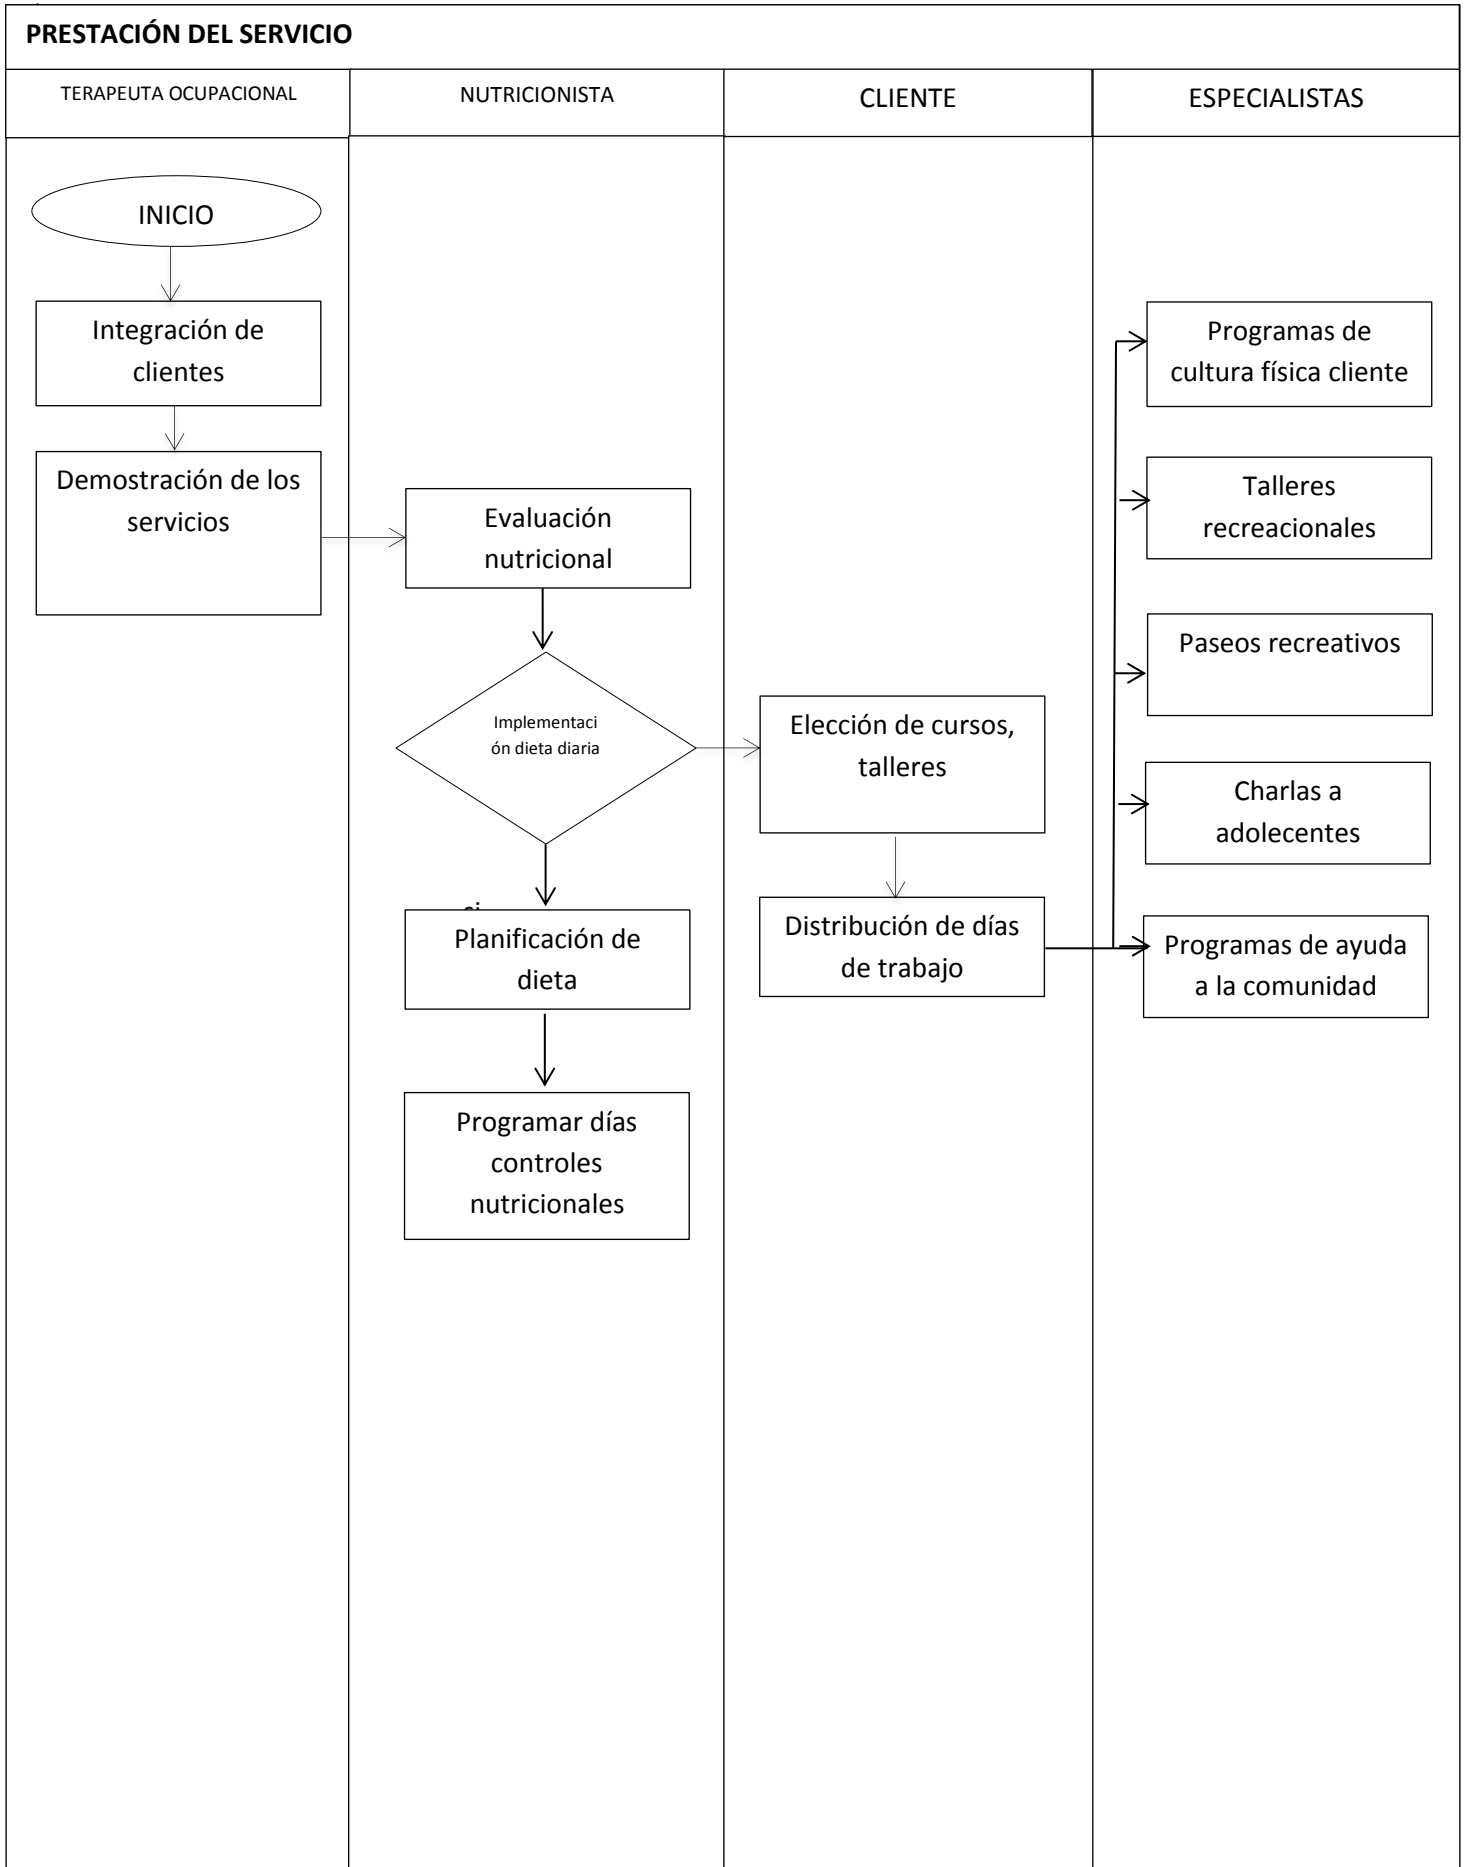 PRESTACIÓN DEL SERVICIO
TERAPEUTA OCUPACIONAL
NUTRICIONISTA
CLIENTE
ESPECIALISTAS
INICIO
Integración de
clientes
Demostración de los
servicios
Evaluación
nutricional
Implementaci
ón dieta diaria
si
Planificación de
dieta
Programar días
controles
nutricionales
Elección de cursos,
talleres
Distribución de días
de trabajo
Programas de
cultura física cliente
Talleres
recreacionales
Paseos recreativos
Charlas a
adolecentes
Programas de ayuda
a la comunidad